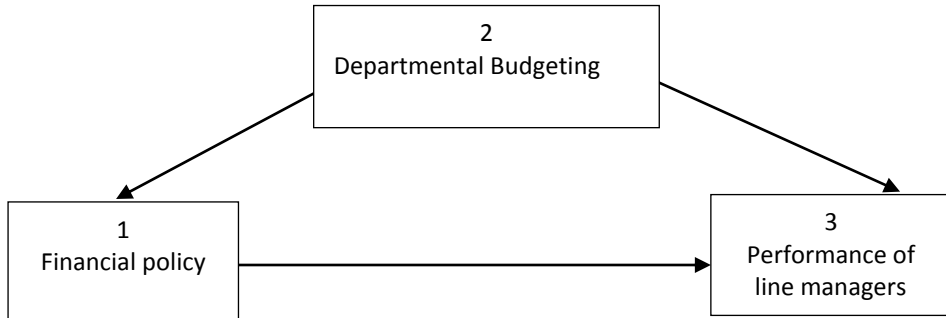 2
Departmental Budgeting
1
Financial policy
3
Performance of
line managers